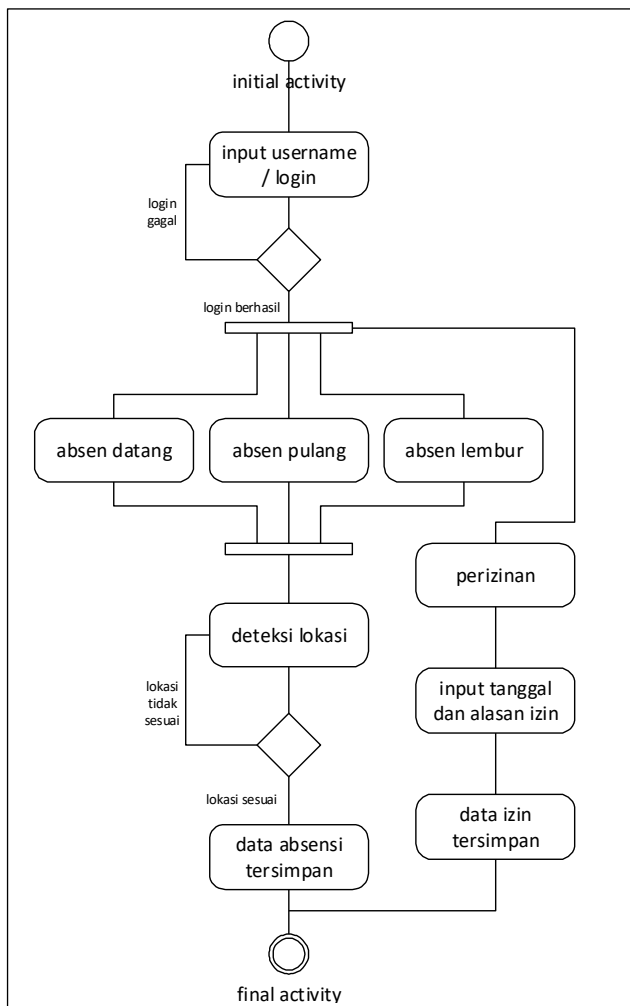 initial activity
input username
/ login
login
gagal
login berhasil
absen datang
absen pulang
absen lembur
perizinan
deteksi lokasi
lokasi
tidak
sesuai
input tanggal
dan alasan izin
lokasi sesuai
data absensi
tersimpan
data izin
tersimpan
final activity